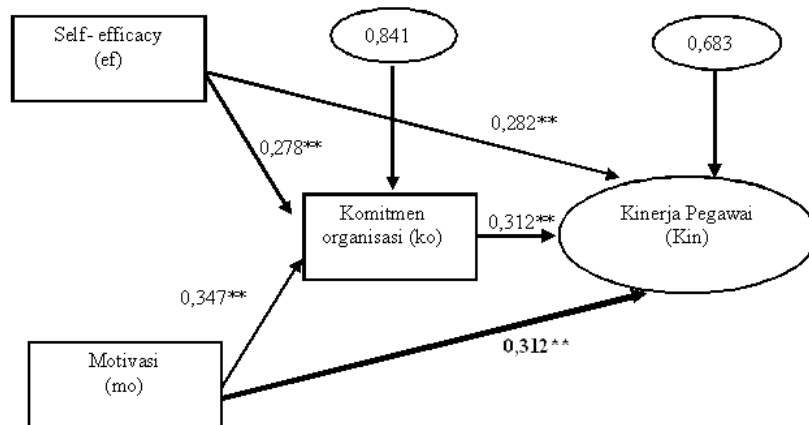 Self- efficacy
(ef)
0,841
0,683
0,282**
0,278**
Komitmen
organisasi (ko)
0,312**
Kinerja Pegawai
(Kin)
0,347**
0,312**
Motivasi
(mo)